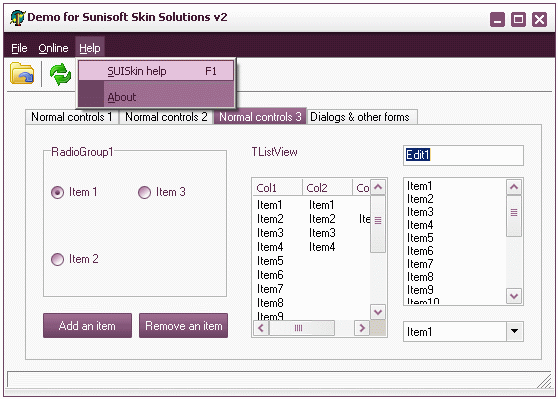 Demo for Sunisoft Skin Solutions v2
File Online Help
SUISkin help F1
About
Normal controls 1 Normal controls 2 Normal controls 3 Dialogs & other forms
RadioGroup1
Item 1 Item 3
Item 2
Add an item Remove an item
TListView
Col1 Col2 Co
Item1 Item1
Item2 Item2 Ite
Item3 Item3
Item4 Item4
Item5
Item6
Item7
Item8
Item9
Edit1
Item1
Item2
Item3
Item4
Item5
Item6
Item7
Item8
Item9
Item10
Item1